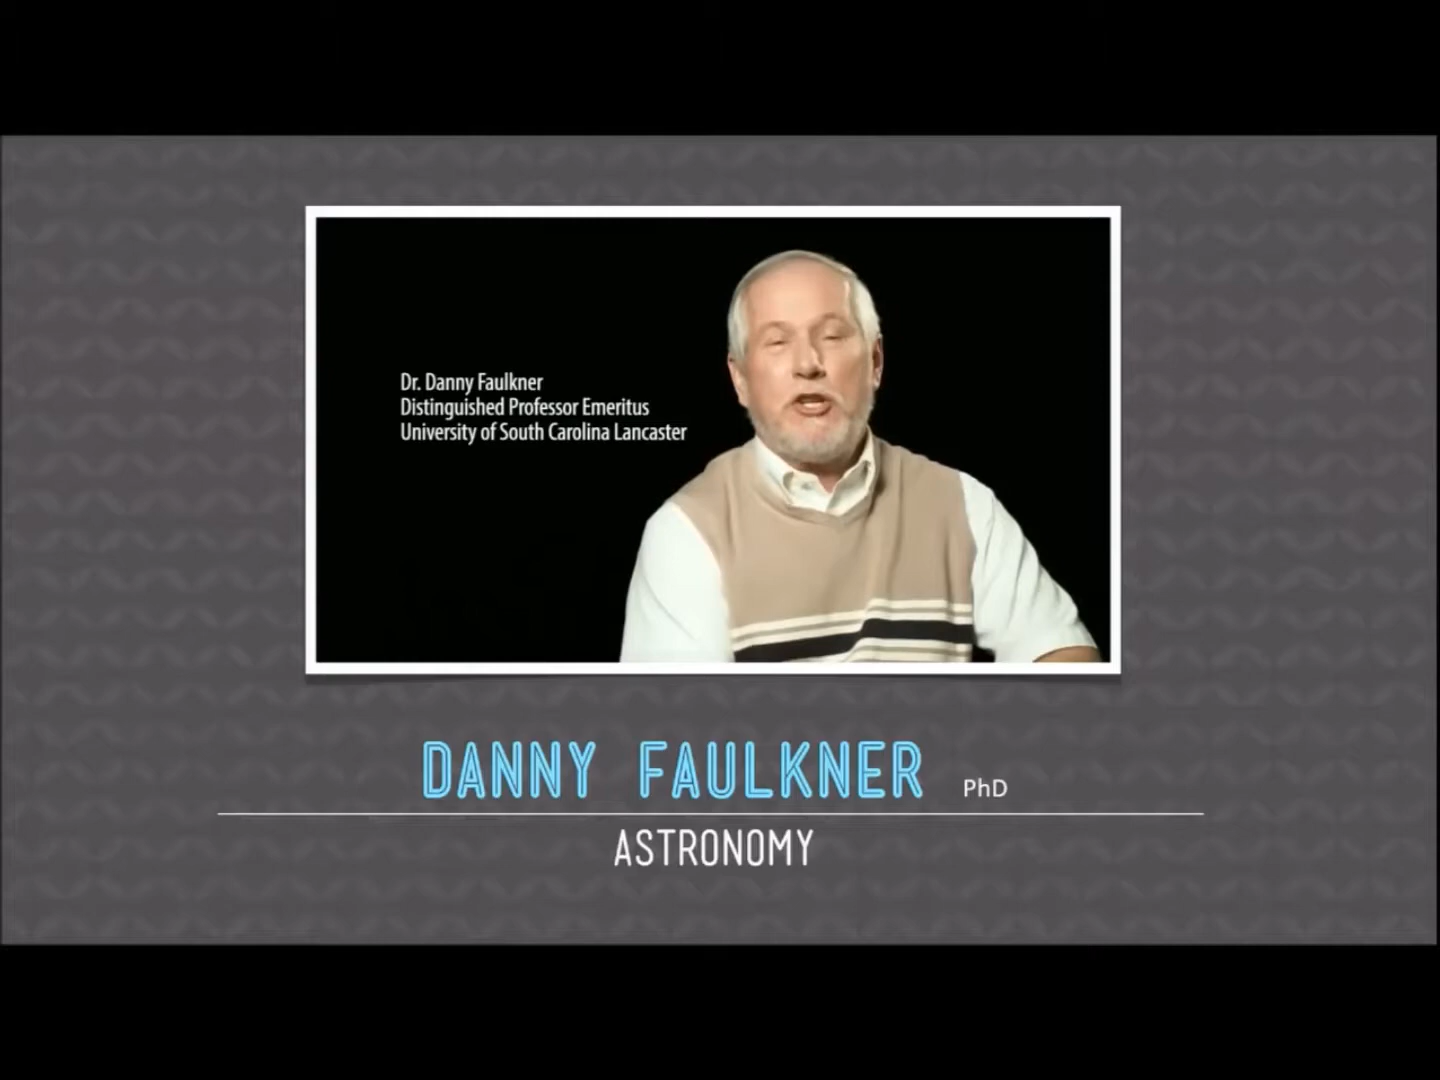 Dr. Danny Faulkner
Distinguished Professor Emeritus
University of South Carolina Lancaster
DANNY FAULKNER PhD
ASTRONOMY